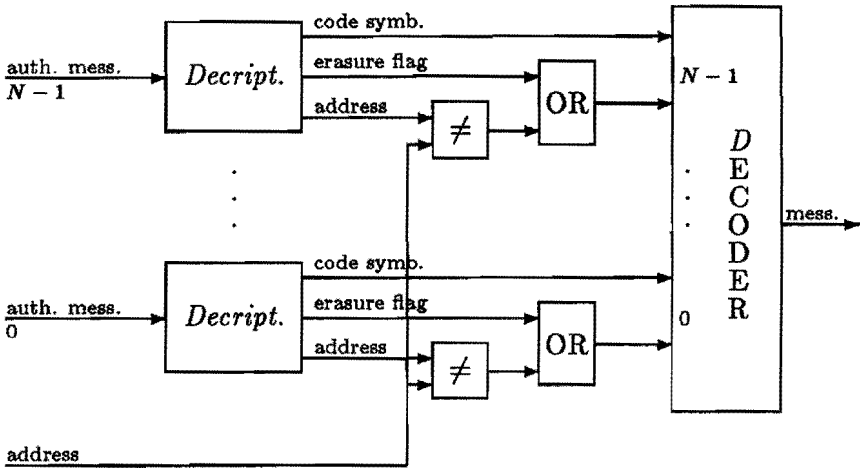 code symb.
auth. mess.
N − 1
Decript.
erasure flag
address
≠
OR
N − 1
DECODER
mess.
code symb.
auth. mess.
0
Decript.
erasure flag
address
≠
OR
0
address